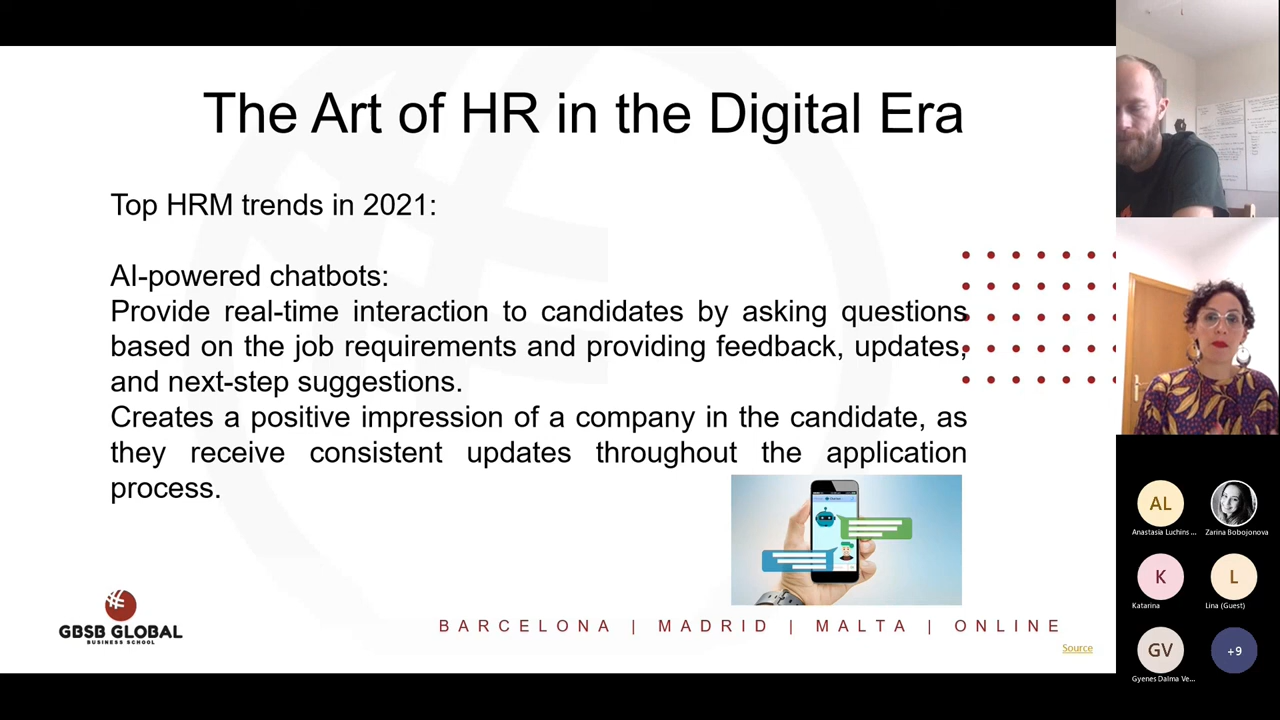 The Art of HR in the Digital Era
Top HRM trends in 2021:
AI-powered chatbots:
Provide real-time interaction to candidates by asking questions
based on the job requirements and providing feedback, updates,
and next-step suggestions.
Creates a positive impression of a company in the candidate, as
they receive consistent updates throughout the application
process.
GBSB GLOBAL
BUSINESS SCHOOL
BARCELONA | MADRID | MALTA | ONLINE
Source
AL
Anastasia Luchins ...
Zarina Bobojonova
K
Katarina
L
Lina (Guest)
GV
Gyenes Dalma Ve...
+9